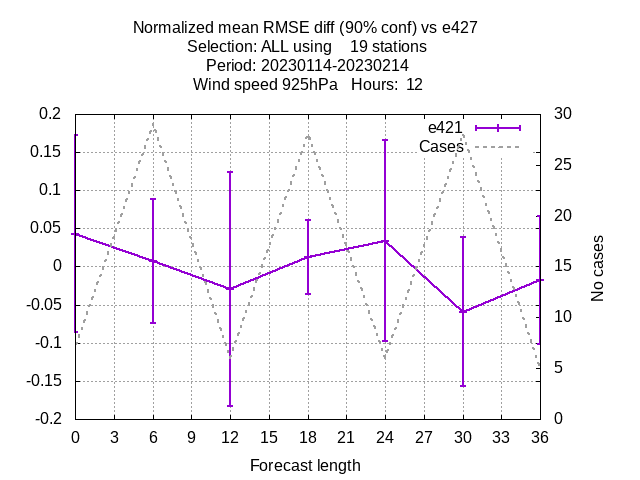 Normalized mean RMSE diff (90% conf) vs e427
Selection: ALL using    19 stations
Period: 20230114-20230214
Wind speed 925hPa   Hours:  12
0.2
0.15
0.1
0.05
0
-0.05
-0.1
-0.15
-0.2
e421
Cases
30
25
20
15
10
5
0
No cases
0 3 6 9 12 15 18 21 24 27 30 33 36
Forecast length